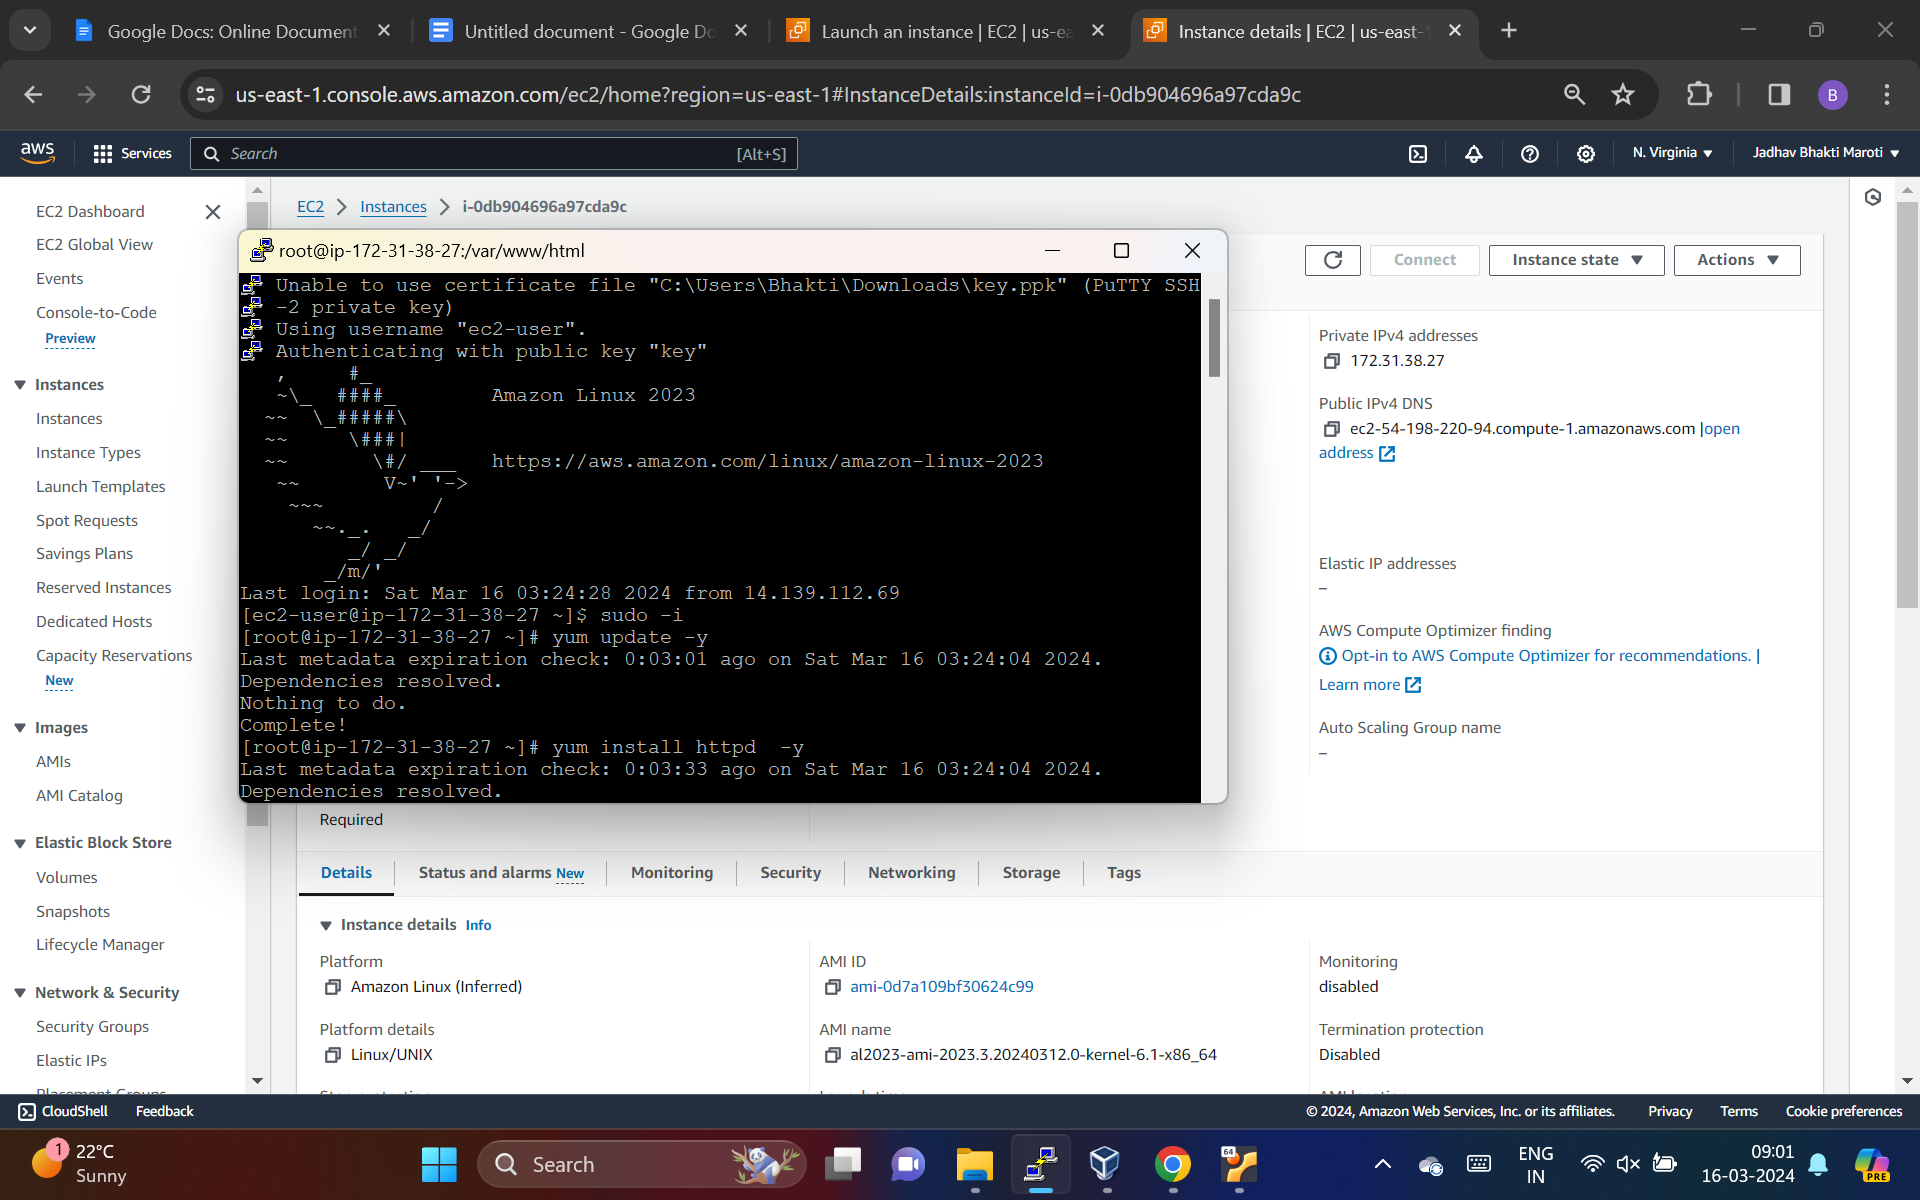 Google Docs: Online Document
Untitled document - Google Do
Launch an instance | EC2 | us-ea
Instance details | EC2 | us-east-1
us-east-1.console.aws.amazon.com/ec2/home?region=us-east-1#InstanceDetails:instanceId=i-0db904696a97cda9c
B
aws
Services
Search
[Alt+S]
N. Virginia
Jadhav Bhakti Maroti
EC2 Dashboard
EC2 Global View
Events
Console-to-Code
Preview
Instances
Instances
Instance Types
Launch Templates
Spot Requests
Savings Plans
Reserved Instances
Dedicated Hosts
Capacity Reservations
New
Images
AMIs
AMI Catalog
Elastic Block Store
Volumes
Snapshots
Lifecycle Manager
Network & Security
Security Groups
Elastic IPs
Placement Groups
EC2 > Instances > i-0db904696a97cda9c
Connect
Instance state
Actions
root@ip-172-31-38-27:/var/www/html
Unable to use certificate file "C:\Users\Bhakti\Downloads\key.ppk" (PuTTY SSH
-2 private key)
Using username "ec2-user".
Authenticating with public key "key"
   ,     #_
   ~\_  ####_        Amazon Linux 2023
  ~~  \_#####\
  ~~     \###|
  ~~       \#/ ___   https://aws.amazon.com/linux/amazon-linux-2023
   ~~       V~' '->
    ~~~         /
      ~~._.   _/
         _/ _/
       _/m/'
Last login: Sat Mar 16 03:24:28 2024 from 14.139.112.69
[ec2-user@ip-172-31-38-27 ~]$ sudo -i
[root@ip-172-31-38-27 ~]# yum update -y
Last metadata expiration check: 0:03:01 ago on Sat Mar 16 03:24:04 2024.
Dependencies resolved.
Nothing to do.
Complete!
[root@ip-172-31-38-27 ~]# yum install httpd  -y
Last metadata expiration check: 0:03:33 ago on Sat Mar 16 03:24:04 2024.
Dependencies resolved.
Private IPv4 addresses
172.31.38.27
Public IPv4 DNS
ec2-54-198-220-94.compute-1.amazonaws.com |open
address
Elastic IP addresses
–
AWS Compute Optimizer finding
Opt-in to AWS Compute Optimizer for recommendations. |
Learn more
Auto Scaling Group name
–
Required
Details
Status and alarms New
Monitoring
Security
Networking
Storage
Tags
Instance details Info
Platform
Amazon Linux (Inferred)
AMI ID
ami-0d7a109bf30624c99
Monitoring
disabled
Platform details
Linux/UNIX
AMI name
al2023-ami-2023.3.20240312.0-kernel-6.1-x86_64
Termination protection
Disabled
CloudShell
Feedback
© 2024, Amazon Web Services, Inc. or its affiliates.
Privacy
Terms
Cookie preferences
1
22°C
Sunny
Search
64
ENG
IN
09:01
16-03-2024
PRE